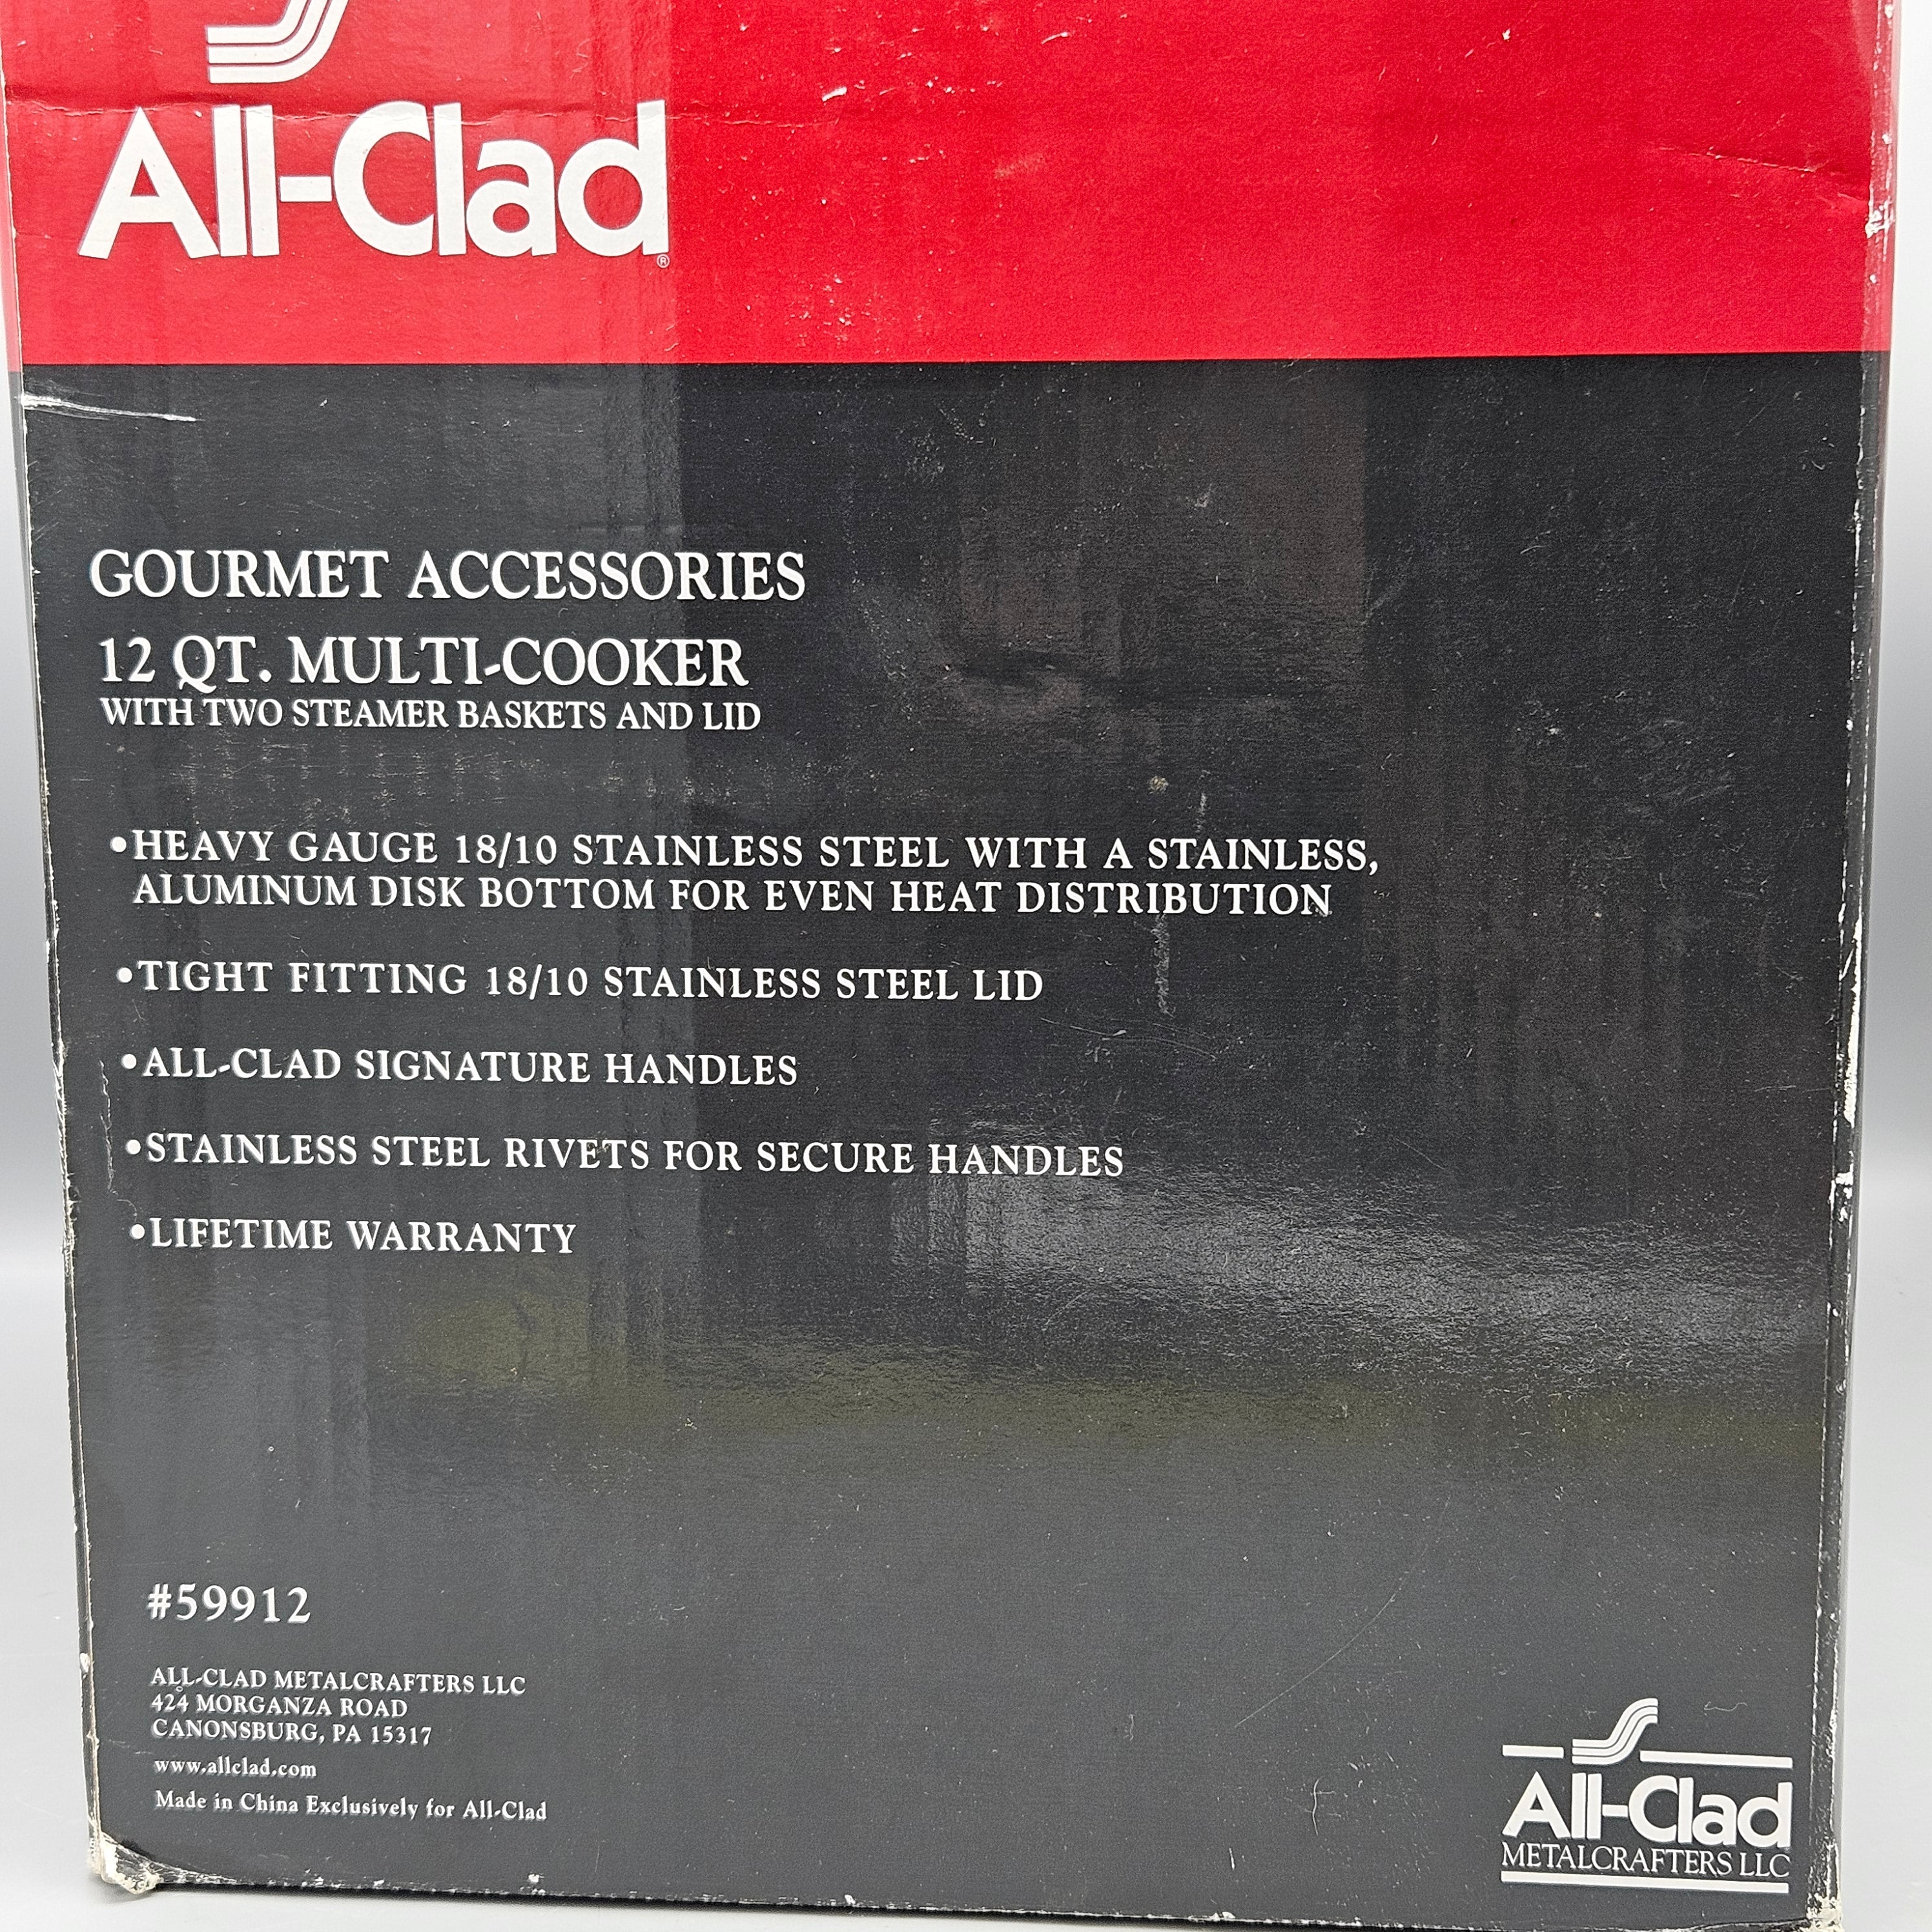 All-Clad®
GOURMET ACCESSORIES
12 QT. MULTI-COOKER
WITH TWO STEAMER BASKETS AND LID
•HEAVY GAUGE 18/10 STAINLESS STEEL WITH A STAINLESS,
ALUMINUM DISK BOTTOM FOR EVEN HEAT DISTRIBUTION
•TIGHT FITTING 18/10 STAINLESS STEEL LID
•ALL-CLAD SIGNATURE HANDLES
•STAINLESS STEEL RIVETS FOR SECURE HANDLES
•LIFETIME WARRANTY
#59912
ALL-CLAD METALCRAFTERS LLC
424 MORGANZA ROAD
CANONSBURG, PA 15317
www.allclad.com
Made in China Exclusively for All-Clad
All-Clad
METALCRAFTERS LLC